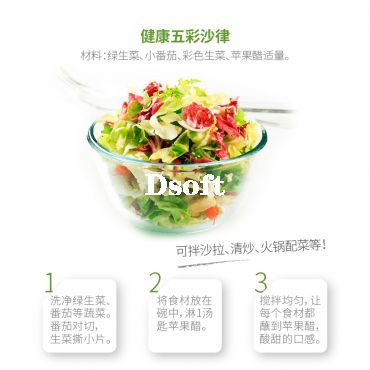 健康五彩沙律
材料：绿生菜、小番茄、彩色生菜、苹果醋适量。
Dsoft
可拌沙拉、清炒、火锅配菜等！
1
洗净绿生菜、
番茄等蔬菜。
番茄对切，
生菜撕小片。
2
将食材放在
碗中，淋1汤
匙苹果醋。
3
搅拌均匀，让
每个食材都
蘸到苹果醋，
酸甜的口感。